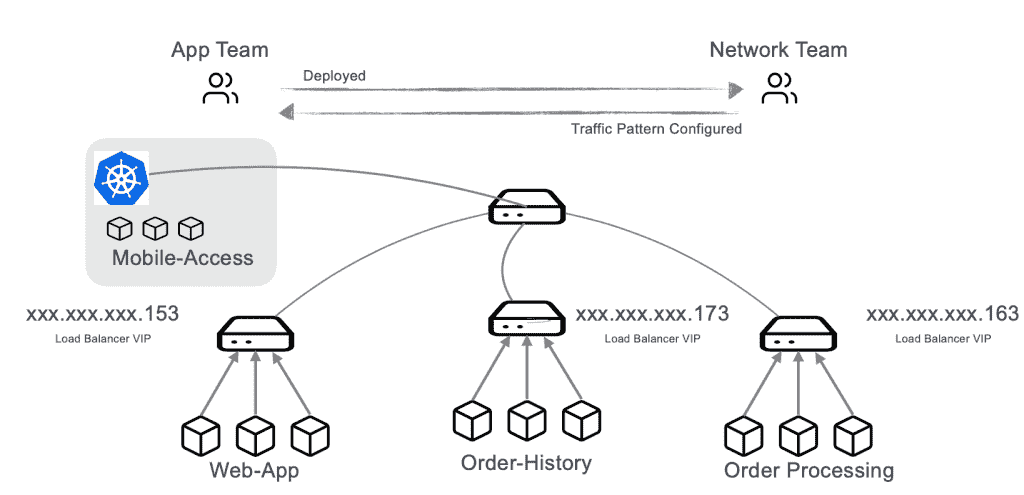 App Team
Network Team
Deployed
Traffic Pattern Configured
Mobile-Access
xxx.xxx.xxx.153
Load Balancer VIP
xxx.xxx.xxx.173
Load Balancer VIP
xxx.xxx.xxx.163
Load Balancer VIP
Web-App
Order-History
Order Processing